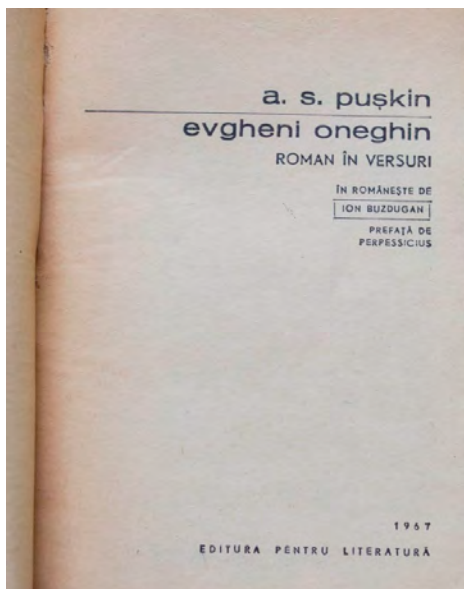 a. s. pușkin
evgheni oneghin
ROMAN ÎN VERSURI
ÎN ROMÂNEȘTE DE
ION BUZDUGAN
PREFAȚĂ DE
PERPESSICIUS
1967
EDITURA PENTRU LITERATURĂ